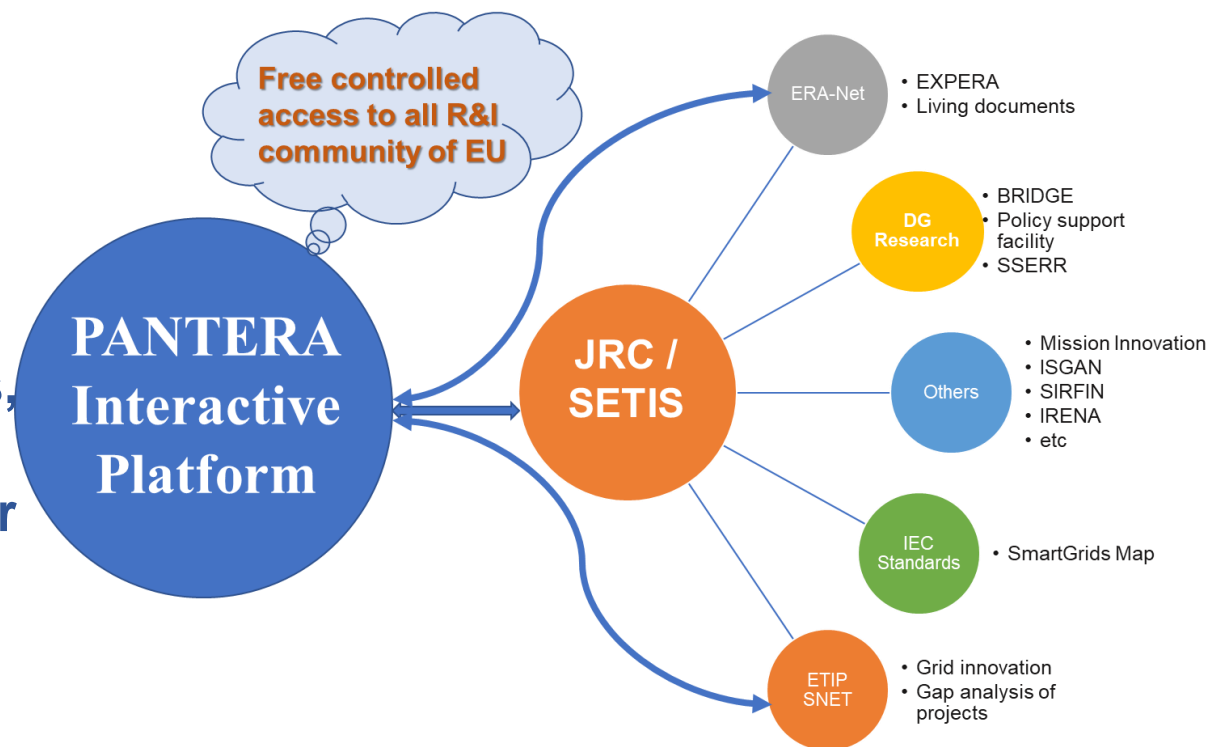 Free controlled
access to all R&I
community of EU
PANTERA
Interactive
Platform
,
r
JRC /
SETIS
ERA-Net
• EXPERA
• Living documents
DG
Research
• BRIDGE
• Policy support
facility
• SSERR
Others
• Mission Innovation
• ISGAN
• SIRFIN
• IRENA
• etc
IEC
Standards
• SmartGrids Map
ETIP
SNET
• Grid innovation
• Gap analysis of
projects